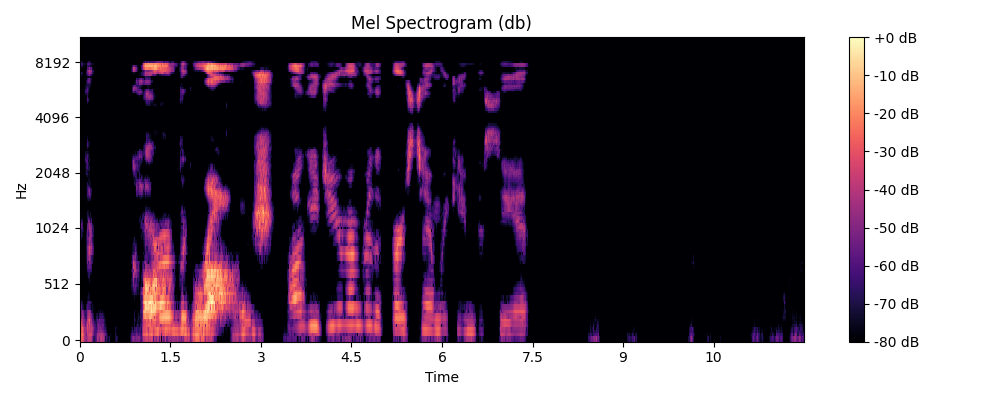 Mel Spectrogram (db)
+0 dB
8192
-10 dB
4096
-20 dB
-30 dB
2048
Hz
-40 dB
1024
-50 dB
-60 dB
512
-70 dB
0
-80 dB
0 1.5 3 4.5 6 7.5 9 10
Time